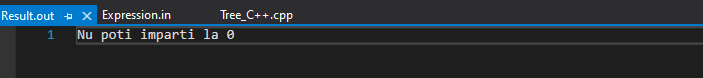 Result.out Expression.in Tree_C++.cpp
1 Nu poti imparti la 0